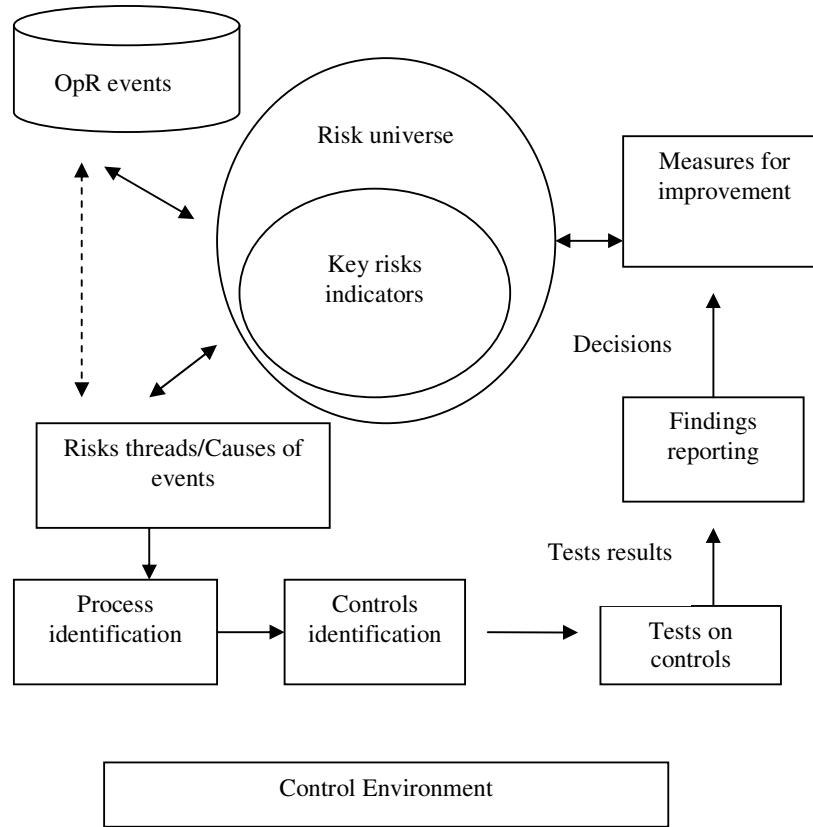 OpR events
Risk universe
Measures for
improvement
Key risks
indicators
Decisions
Risks threads/Causes of
events
Findings
reporting
Tests results
Process
identification
Controls
identification
Tests on
controls
Control Environment